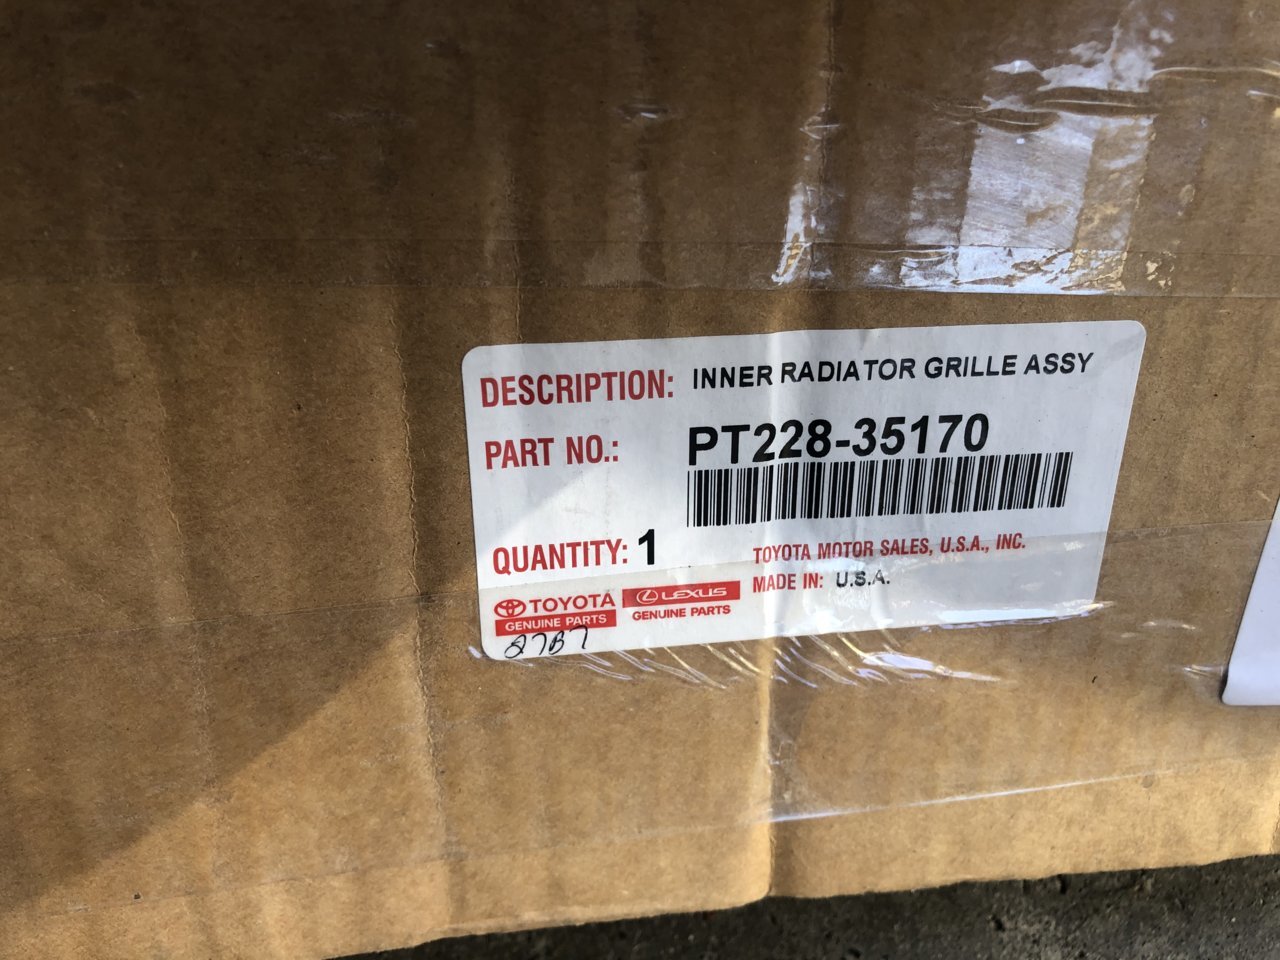 DESCRIPTION: INNER RADIATOR GRILLE ASSY
PART NO.: PT228-35170
QUANTITY: 1
TOYOTA MOTOR SALES, U.S.A., INC.
MADE IN: U.S.A.
TOYOTA
GENUINE PARTS
LEXUS
GENUINE PARTS